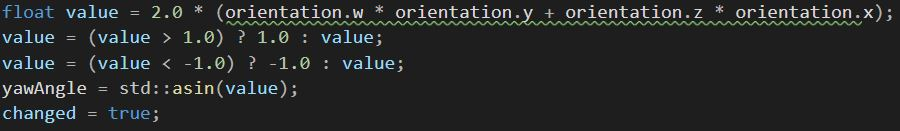 float value = 2.0 * (orientation.w * orientation.y + orientation.z * orientation.x);
value = (value > 1.0) ? 1.0 : value;
value = (value < -1.0) ? -1.0 : value;
yawAngle = std::asin(value);
changed = true;